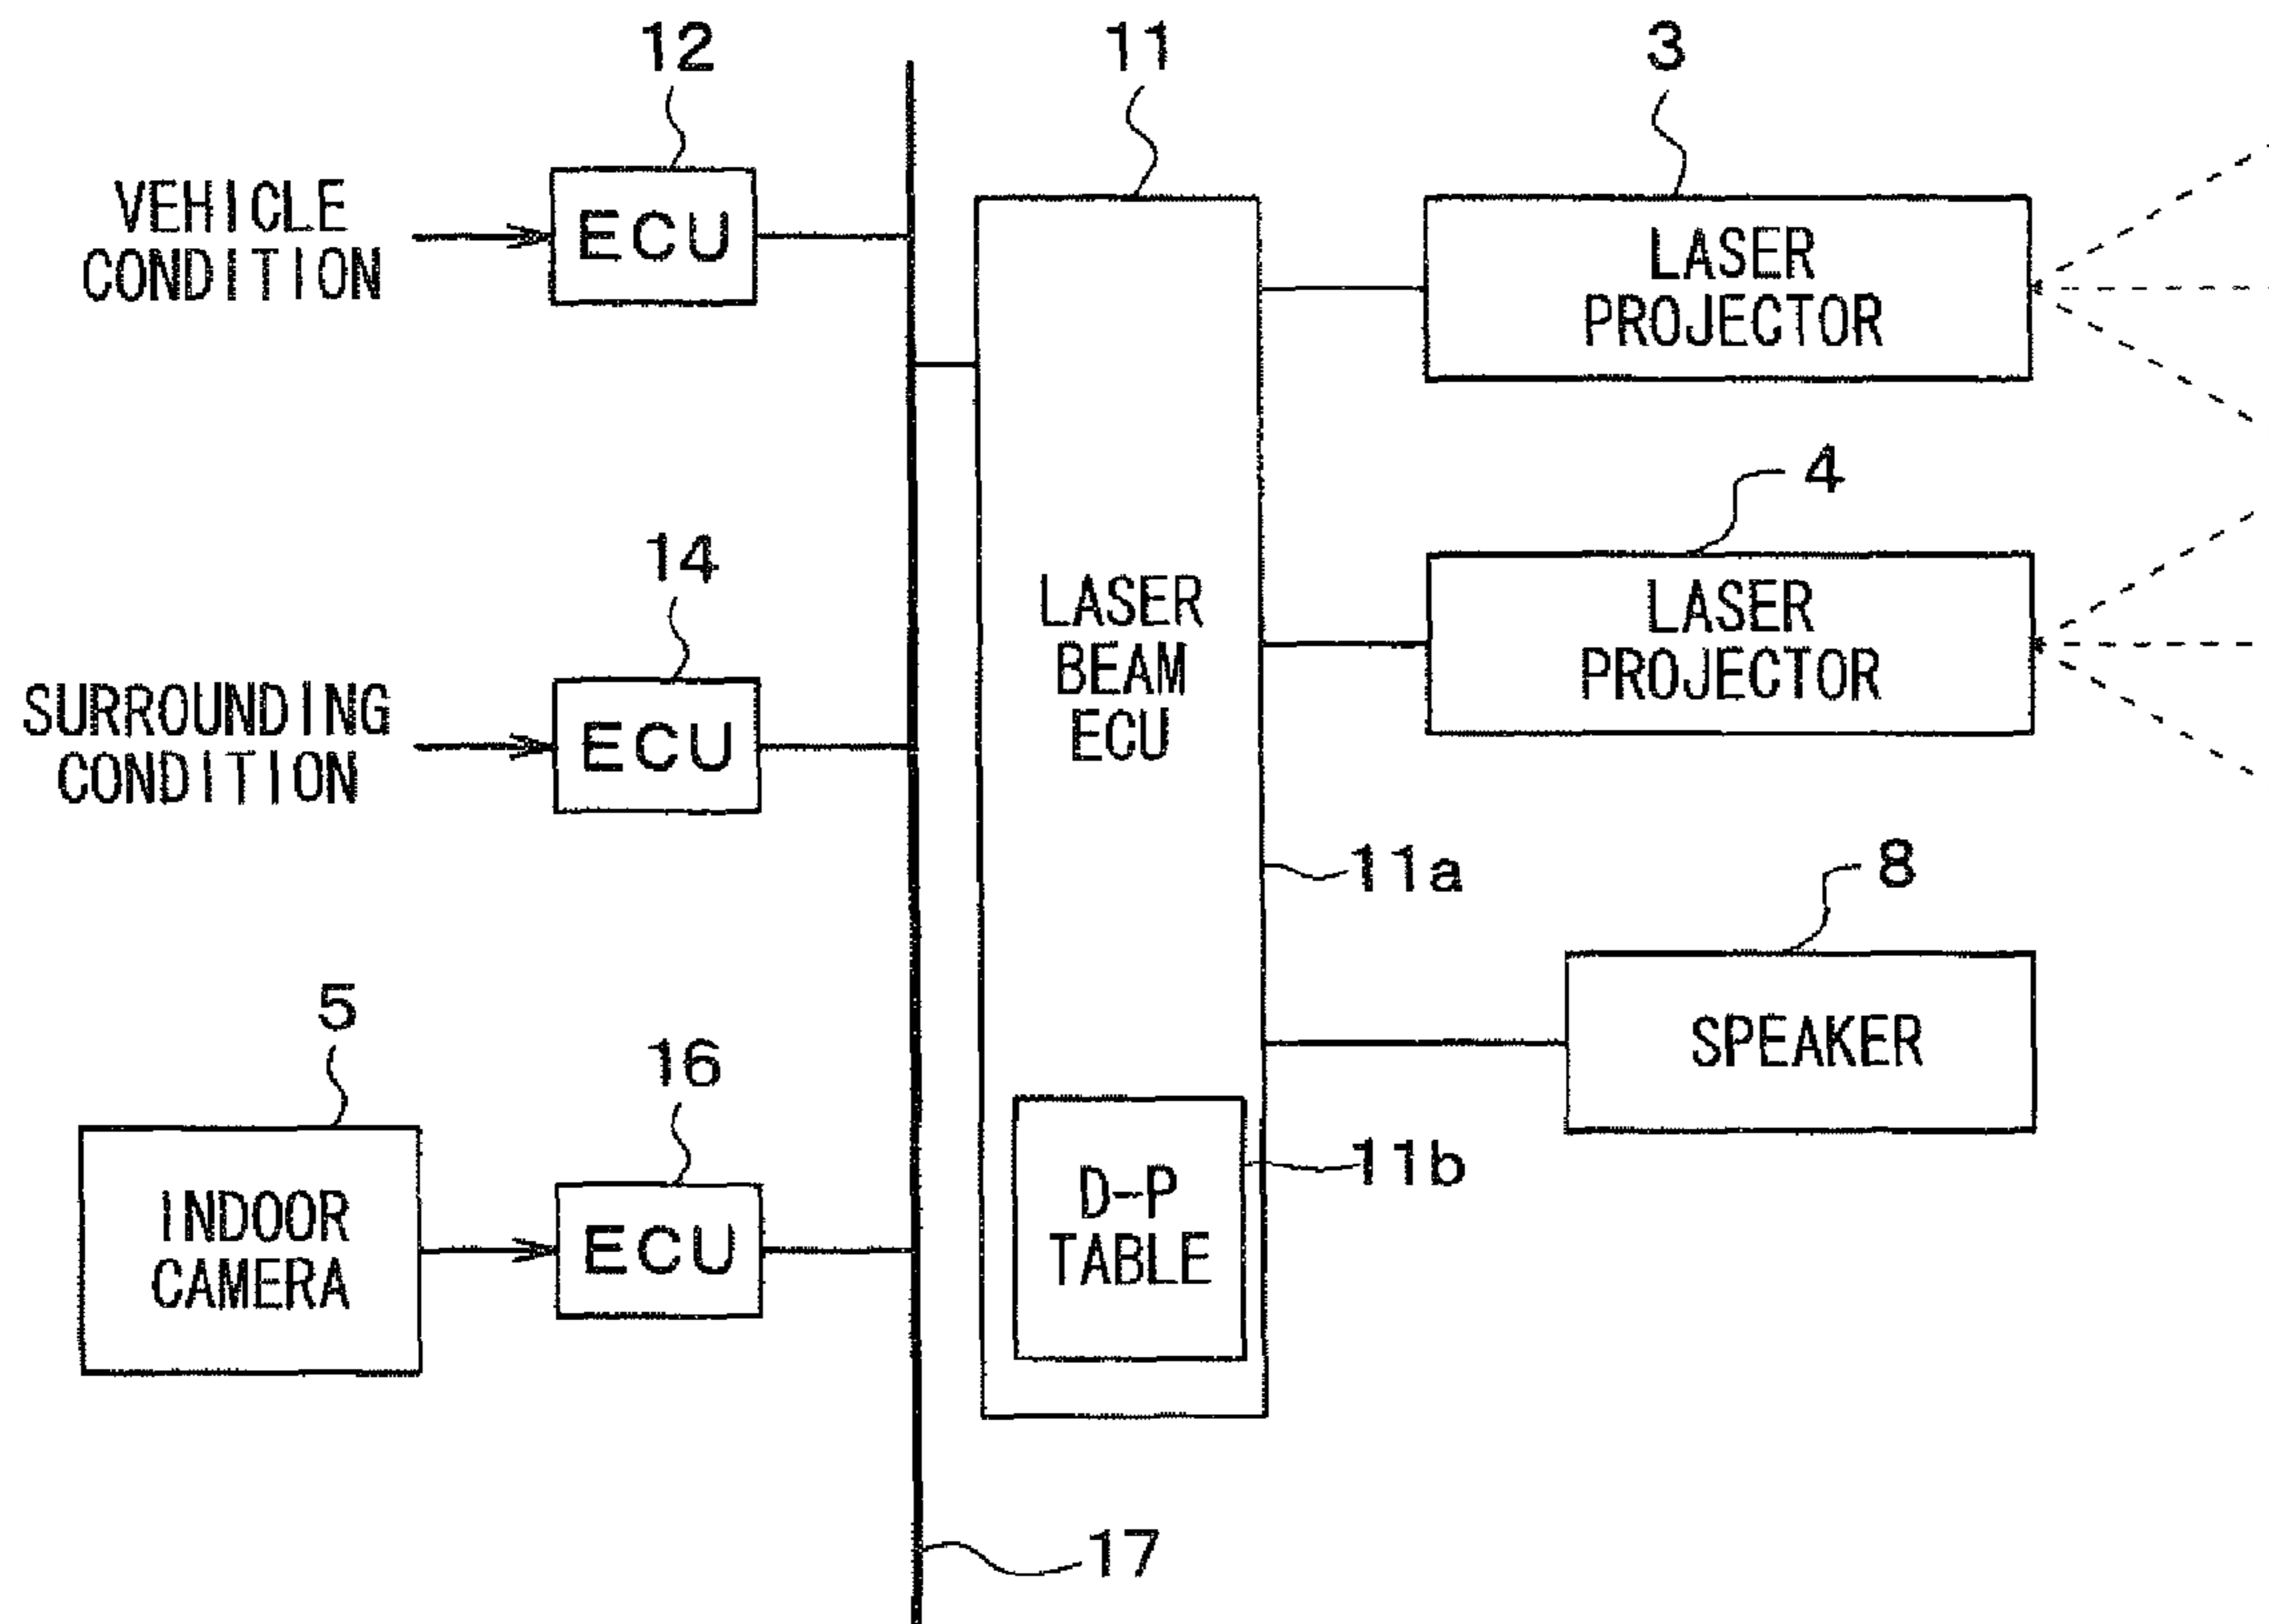 12
11
3
VEHICLE
CONDITION
ECU
LASER
PROJECTOR
4
14
LASER
BEAM
ECU
LASER
PROJECTOR
SURROUNDING
CONDITION
ECU
11a
8
5
16
SPEAKER
INDOOR
CAMERA
ECU
11b
D-P
TABLE
17